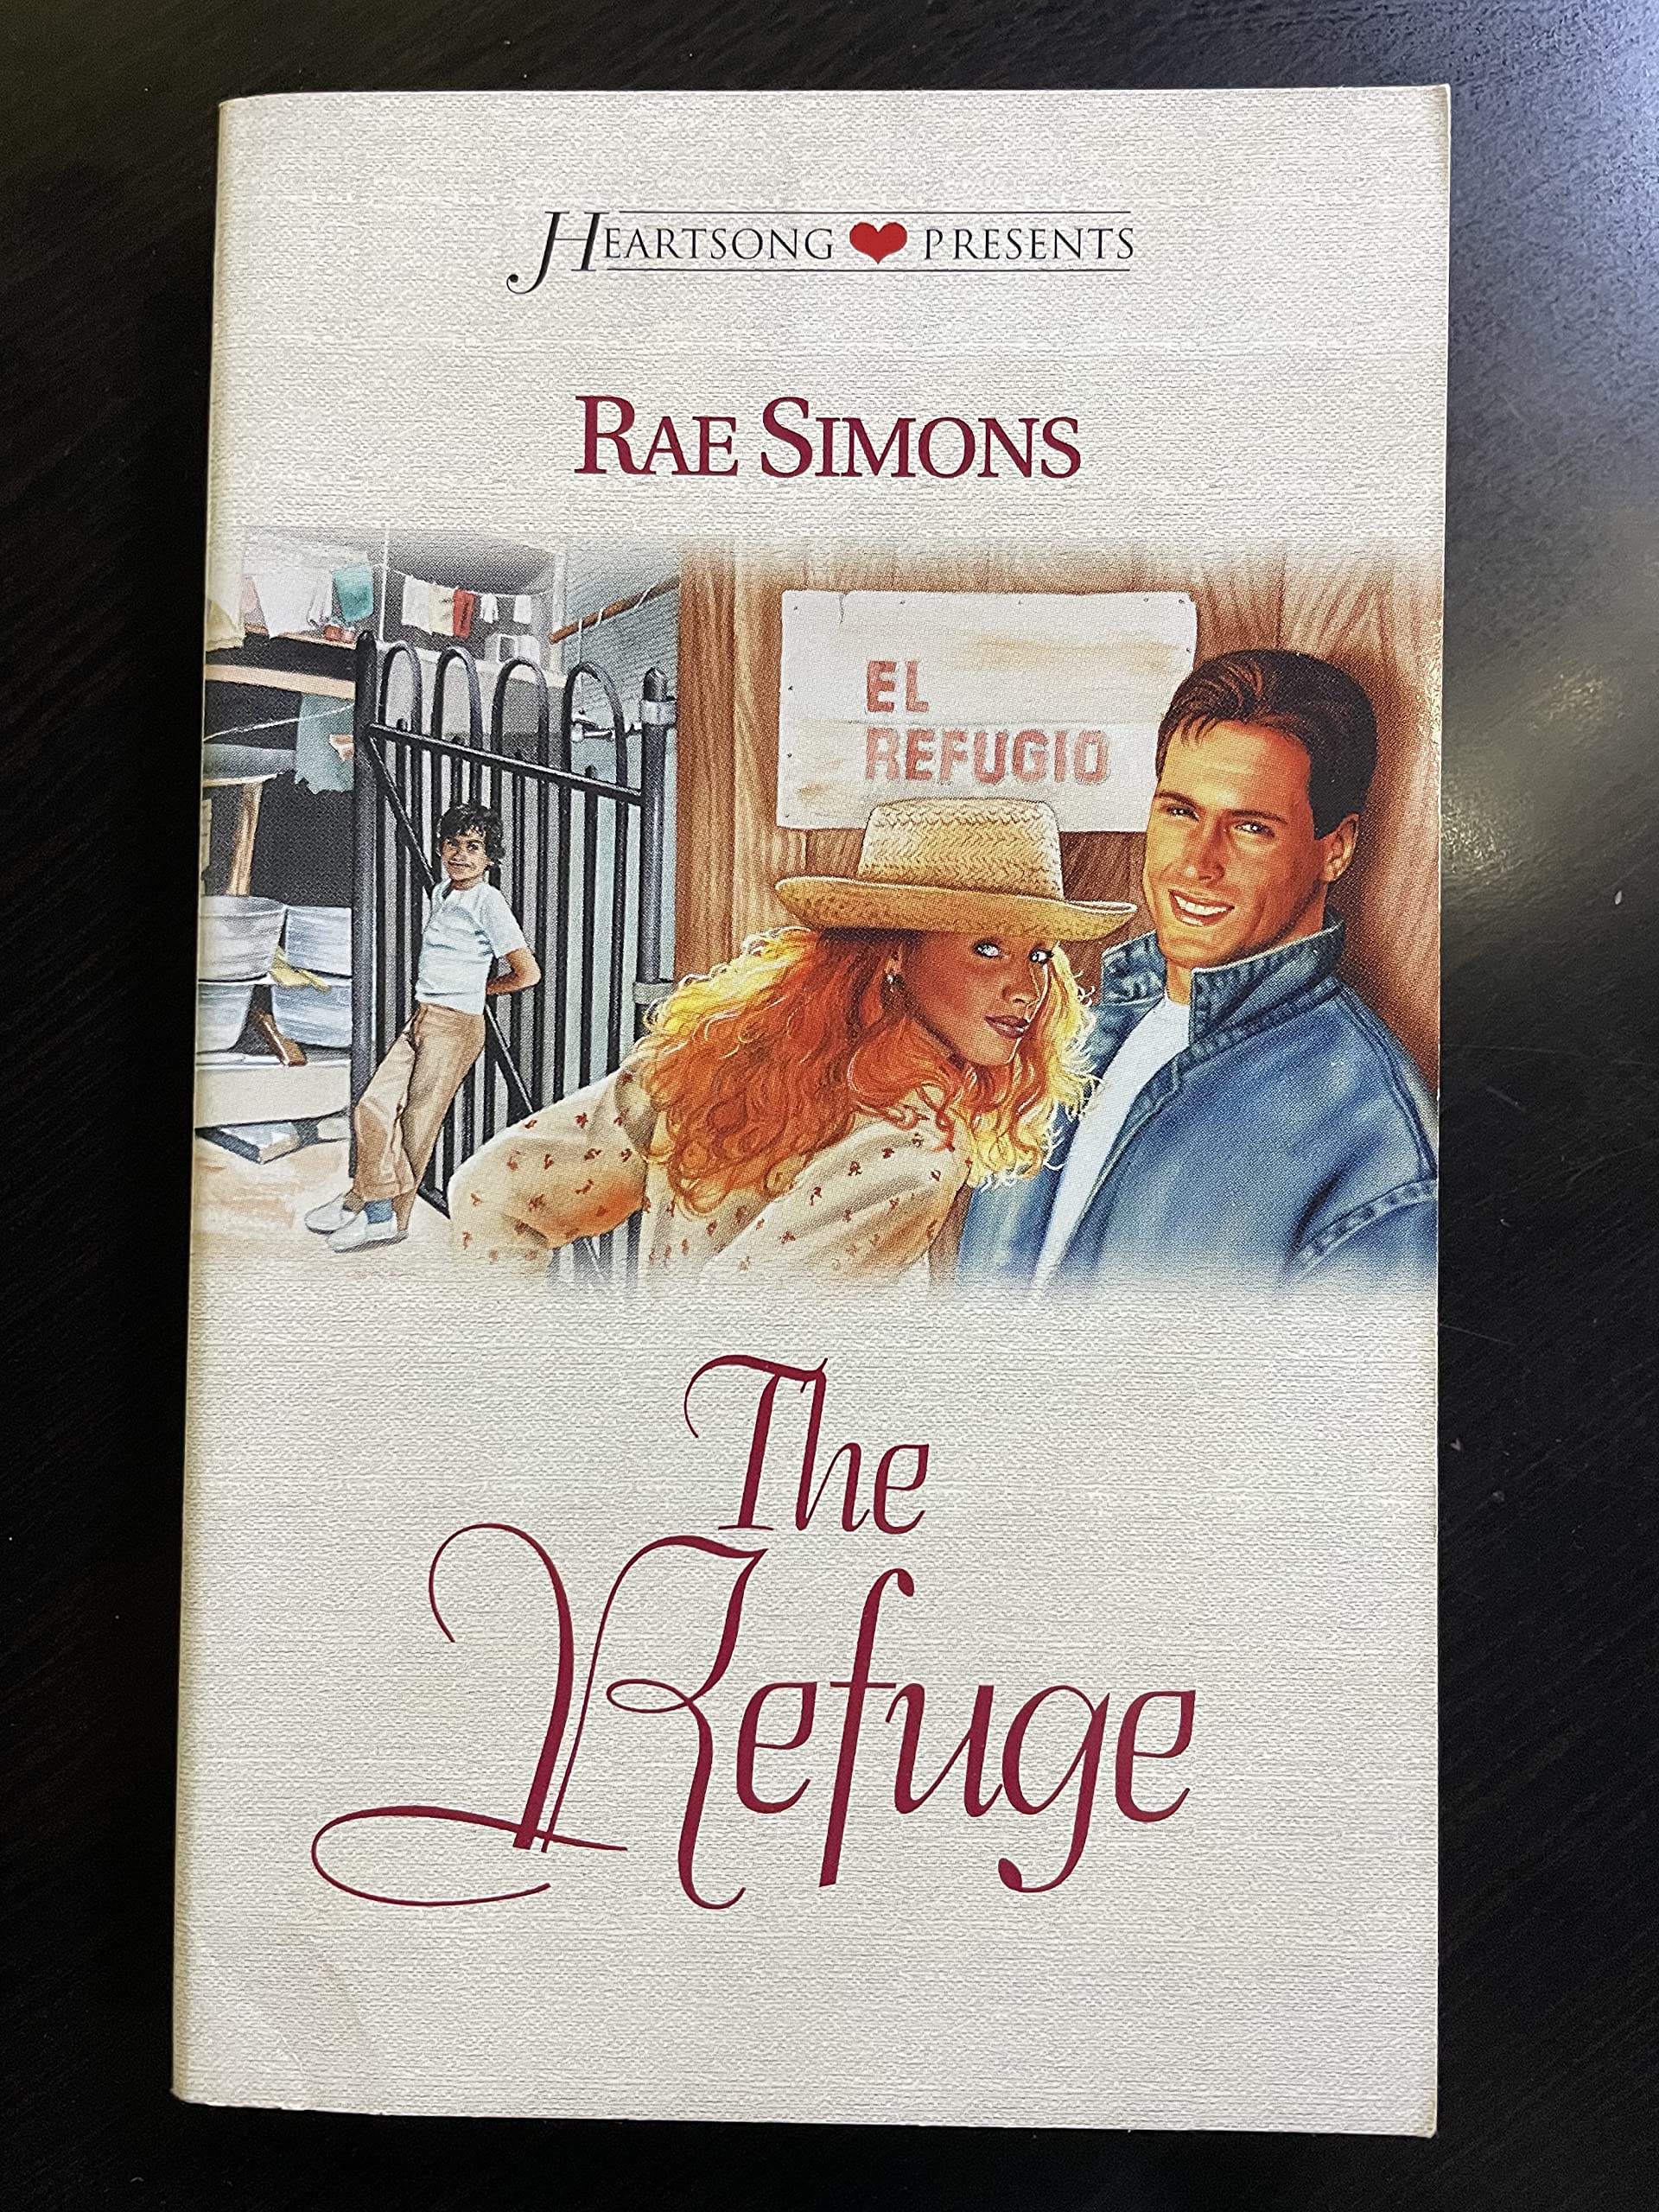 HEARTSONG PRESENTS
RAE SIMONS
EL
REFUGIO
The
Refuge